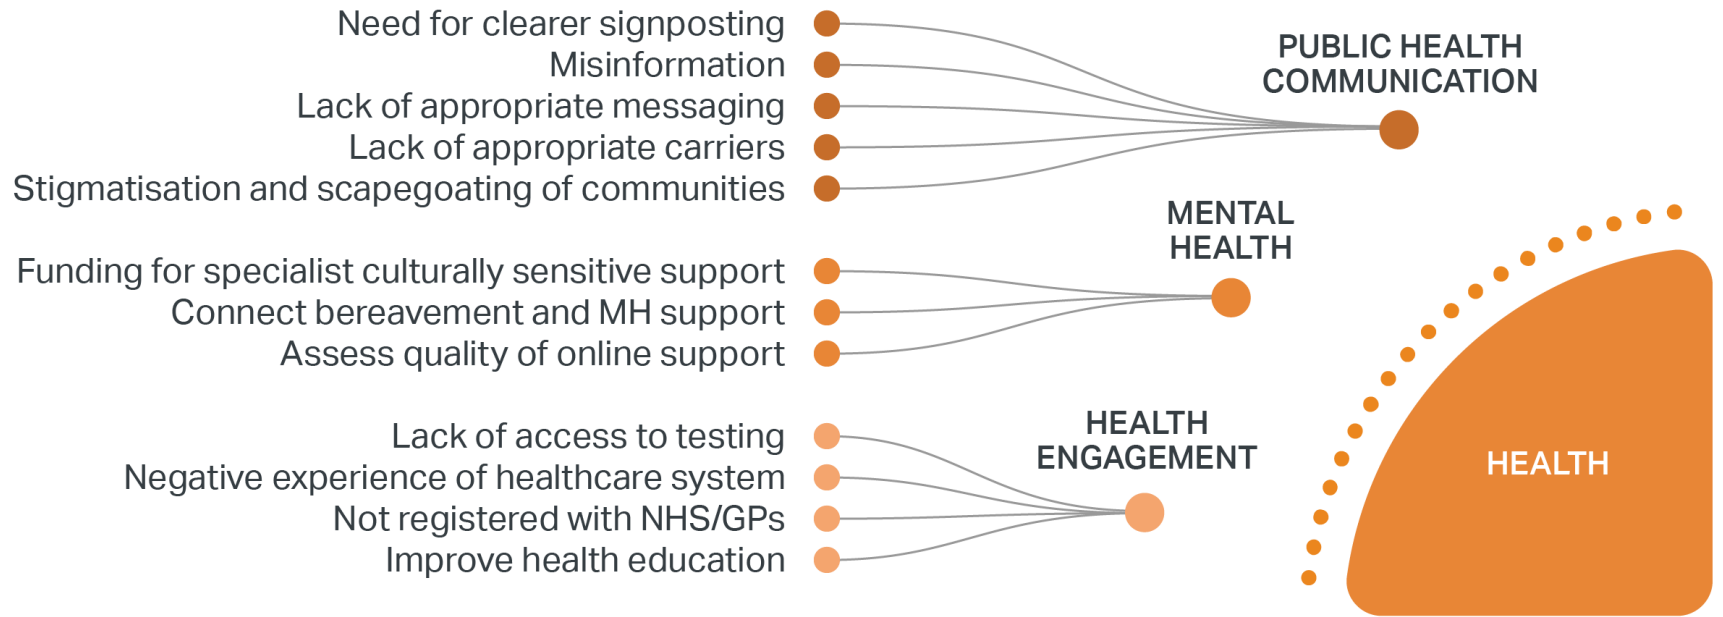 Need for clearer signposting
Misinformation
Lack of appropriate messaging
Lack of appropriate carriers
Stigmatisation and scapegoating of communities
PUBLIC HEALTH
COMMUNICATION
Funding for specialist culturally sensitive support
Connect bereavement and MH support
Assess quality of online support
MENTAL
HEALTH
Lack of access to testing
Negative experience of healthcare system
Not registered with NHS/GPs
Improve health education
HEALTH
ENGAGEMENT
HEALTH